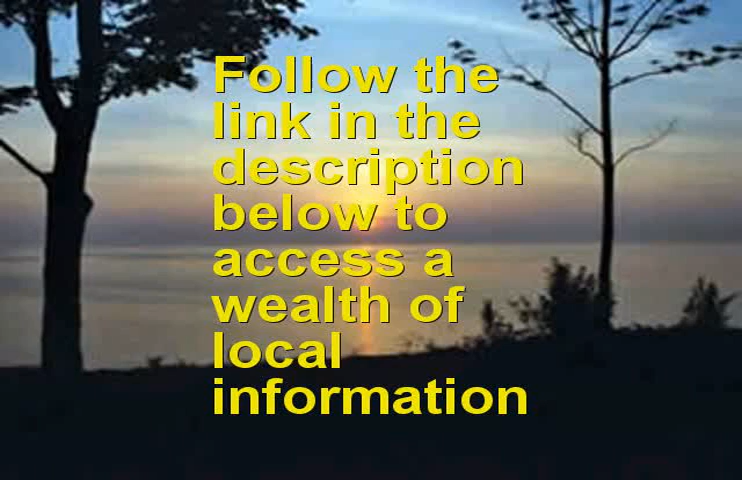 Follow the
link in the
description
below to
access a
wealth of
local
information